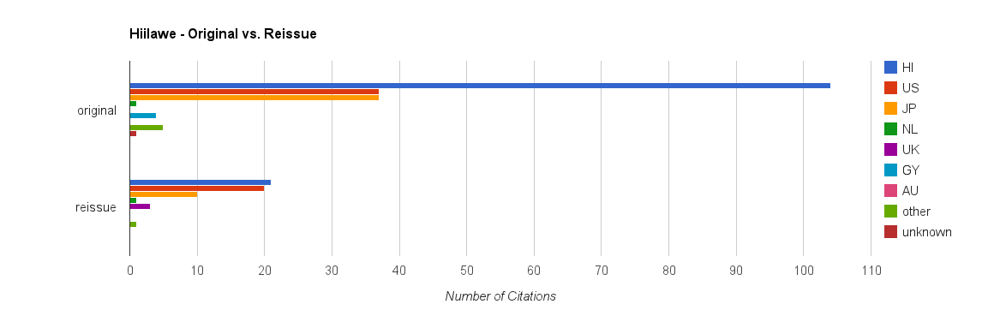 Hiilawe - Original vs. Reissue
HI
US
JP
NL
UK
GY
AU
other
unknown
original
reissue
0 10 20 30 40 50 60 70 80 90 100 110
Number of Citations